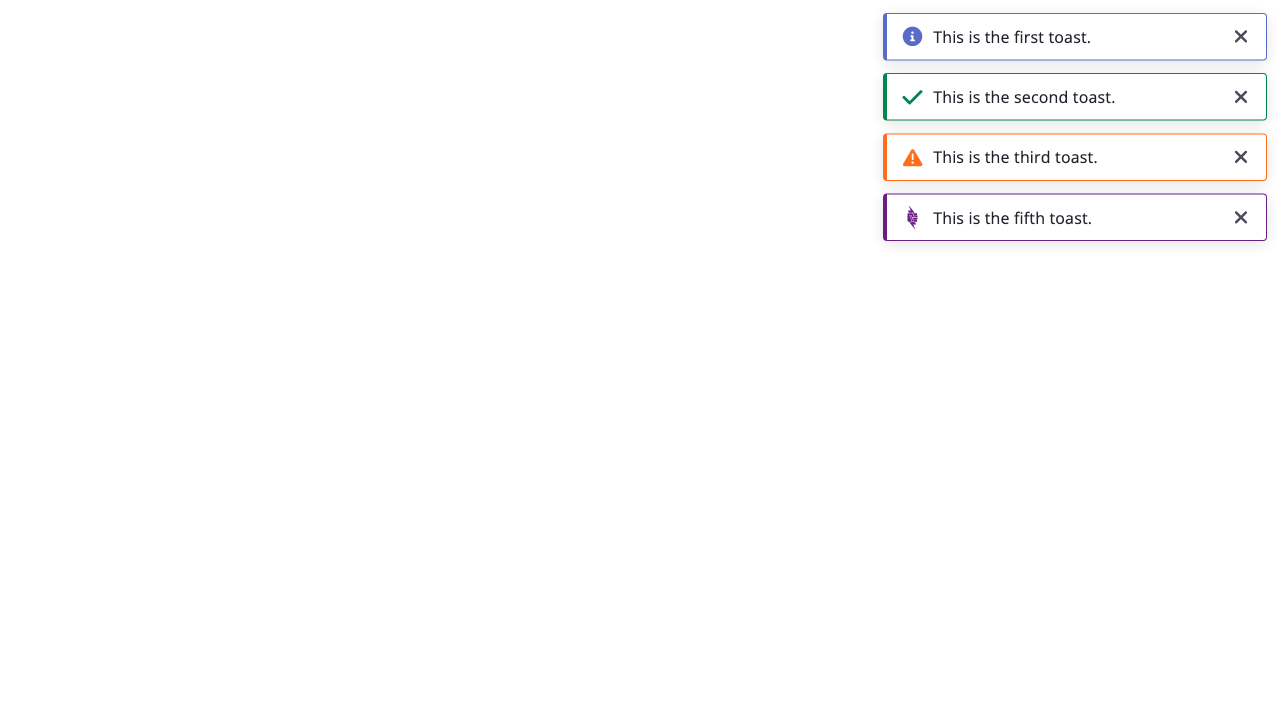 This is the first toast.
This is the second toast.
This is the third toast.
This is the fifth toast.